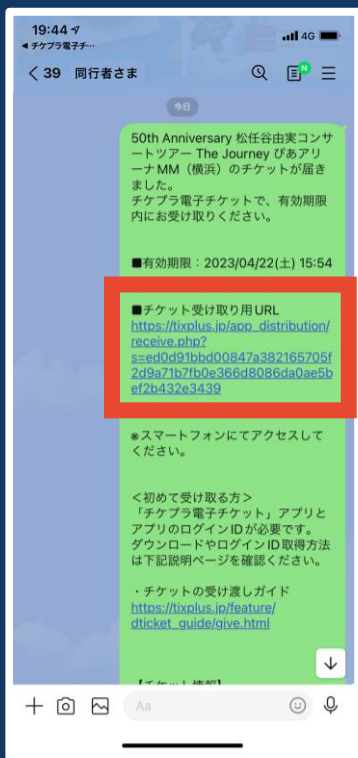 19:44
◀ チケプラ電子チ…
4G
39 同行者さま
N
今日
50th Anniversary 松任谷由実コンサ
ートツアー The Journey ぴあアリ
ーナMM（横浜）のチケットが届き
ました。
チケプラ電子チケットで、有効期限
内にお受け取りください。
■有効期限：2023/04/22(土) 15:54
■チケット受け取り用URL
https://tixplus.jp/app_distribution/
receive.php?
s=ed0d91bbd00847a382165705f
2d9a71b7fb0e366d8086da0ae5b
ef2b432e3439
※スマートフォンにてアクセスして
ください。
＜初めて受け取る方＞
「チケプラ電子チケット」アプリと
アプリのログインIDが必要です。
ダウンロードやログインID取得方法
は下記説明ページを確認ください。
・チケットの受け渡しガイド
https://tixplus.jp/feature/
dticket_guide/give.html
【チケット情報】
Aa